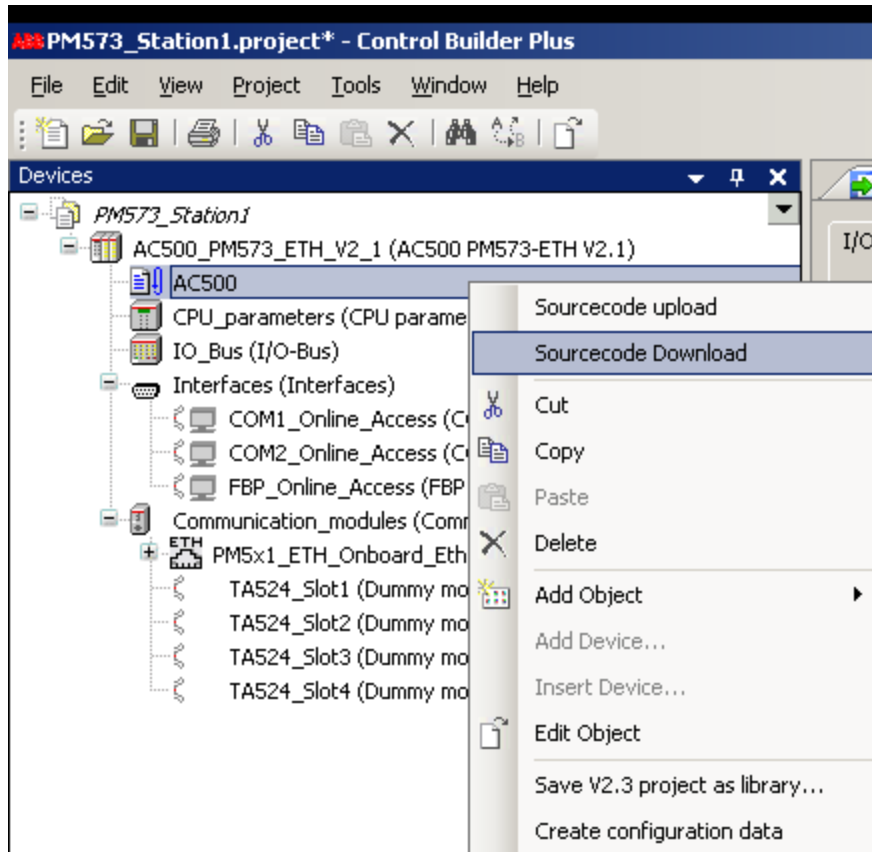 ABB PM573_Station1.project* - Control Builder Plus
File Edit View Project Tools Window Help
Devices
PM573_Station1
AC500_PM573_ETH_V2_1 (AC500 PM573-ETH V2.1)
I/O
AC500
CPU_parameters (CPU parame
IO_Bus (I/O-Bus)
Interfaces (Interfaces)
COM1_Online_Access (C
COM2_Online_Access (C
FBP_Online_Access (FBP
Communication_modules (Comm
ETH PM5x1_ETH_Onboard_Eth
TA524_Slot1 (Dummy mo
TA524_Slot2 (Dummy mo
TA524_Slot3 (Dummy mo
TA524_Slot4 (Dummy mo
Sourcecode upload
Sourcecode Download
Cut
Copy
Paste
Delete
Add Object
Add Device...
Insert Device...
Edit Object
Save V2.3 project as library...
Create configuration data